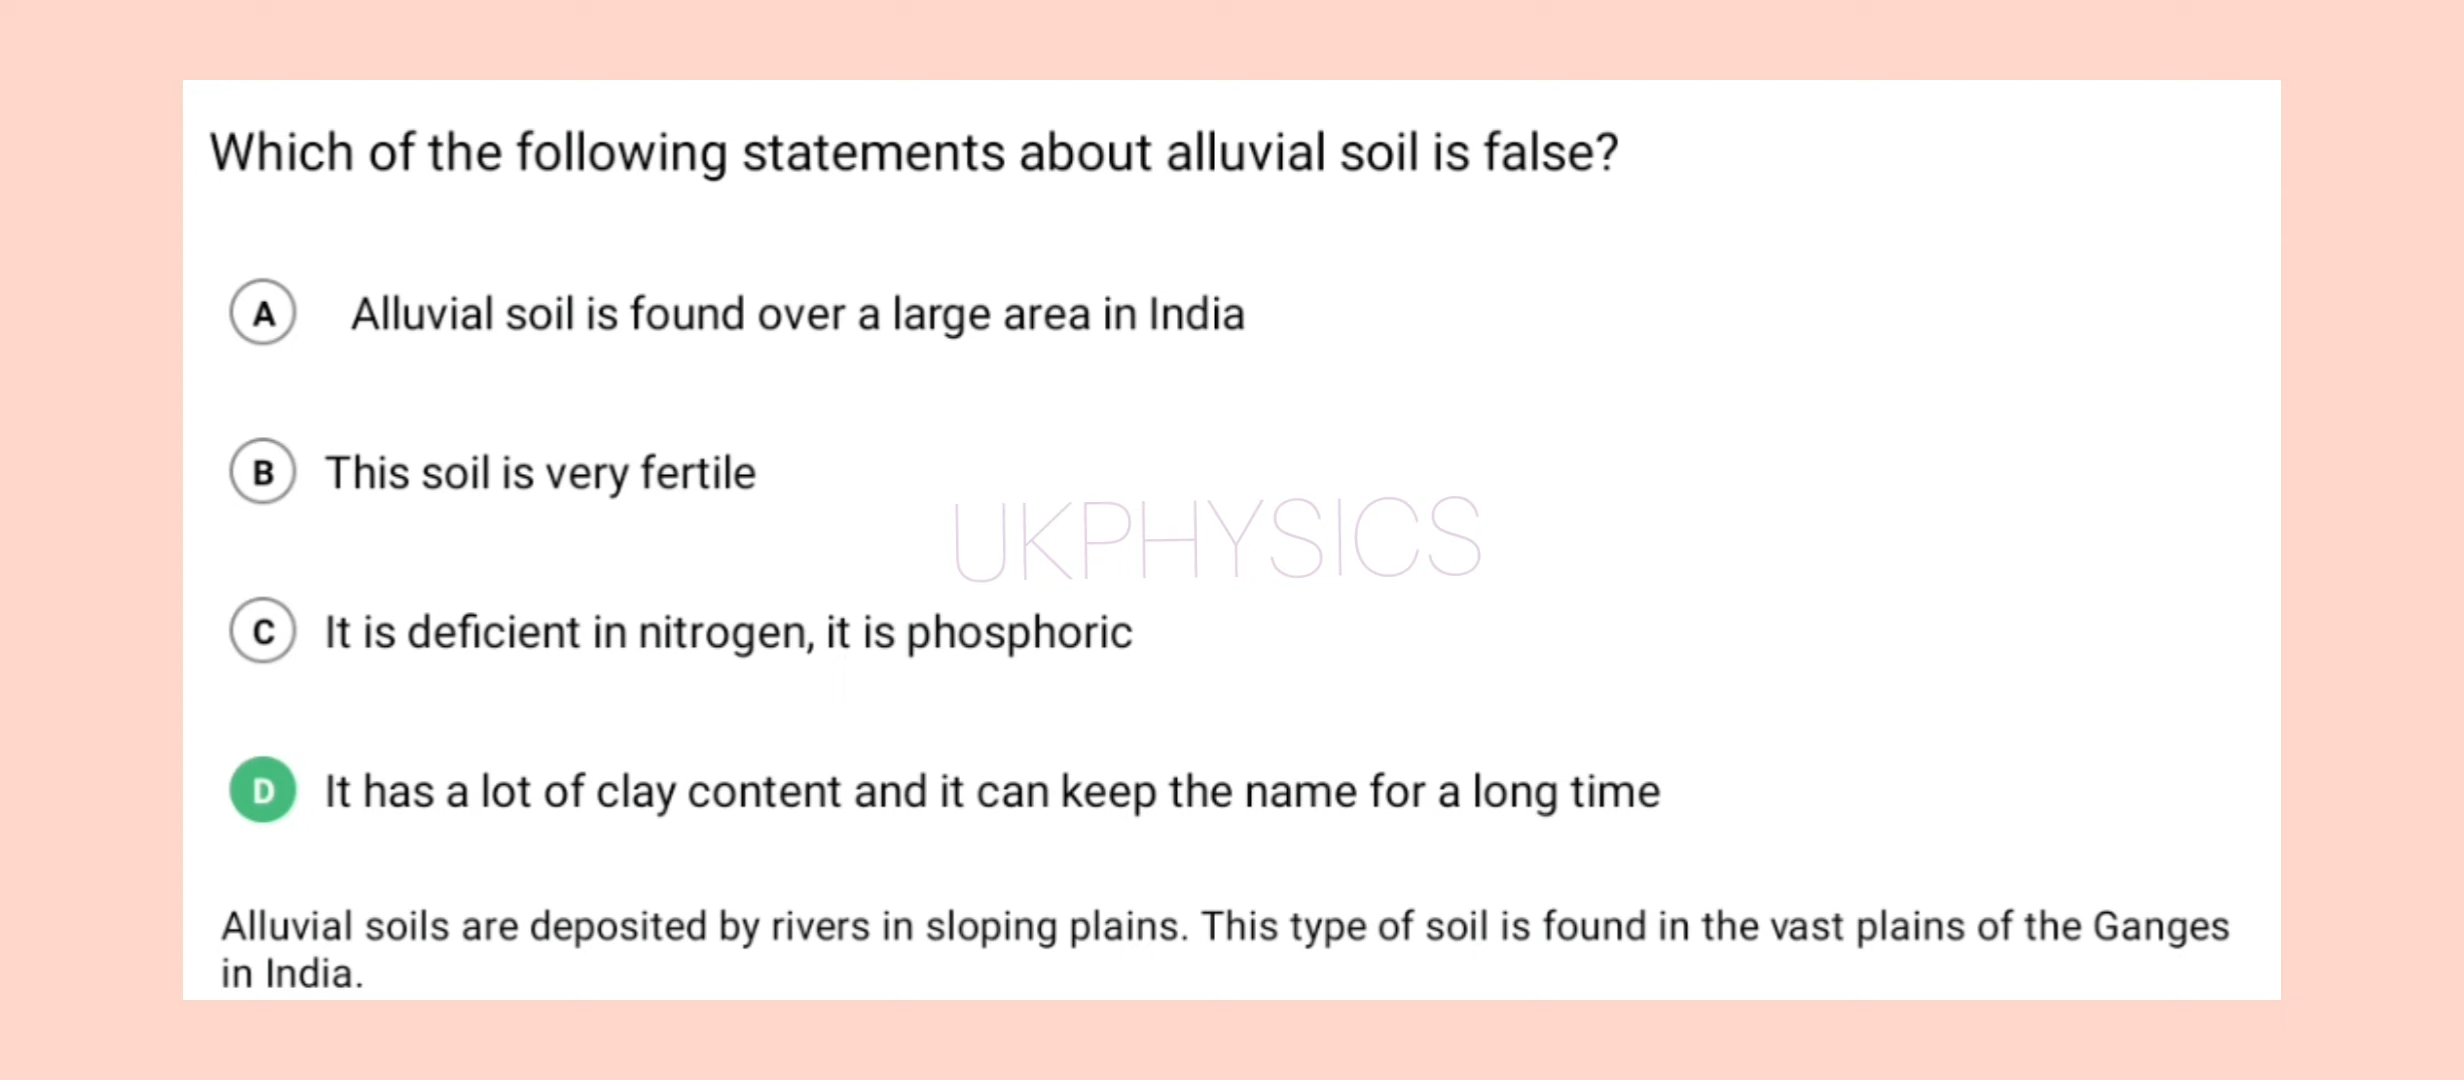 Which of the following statements about alluvial soil is false?
A Alluvial soil is found over a large area in India
B This soil is very fertile
UKPHYSICS
C It is deficient in nitrogen, it is phosphoric
D It has a lot of clay content and it can keep the name for a long time
Alluvial soils are deposited by rivers in sloping plains. This type of soil is found in the vast plains of the Ganges
in India.